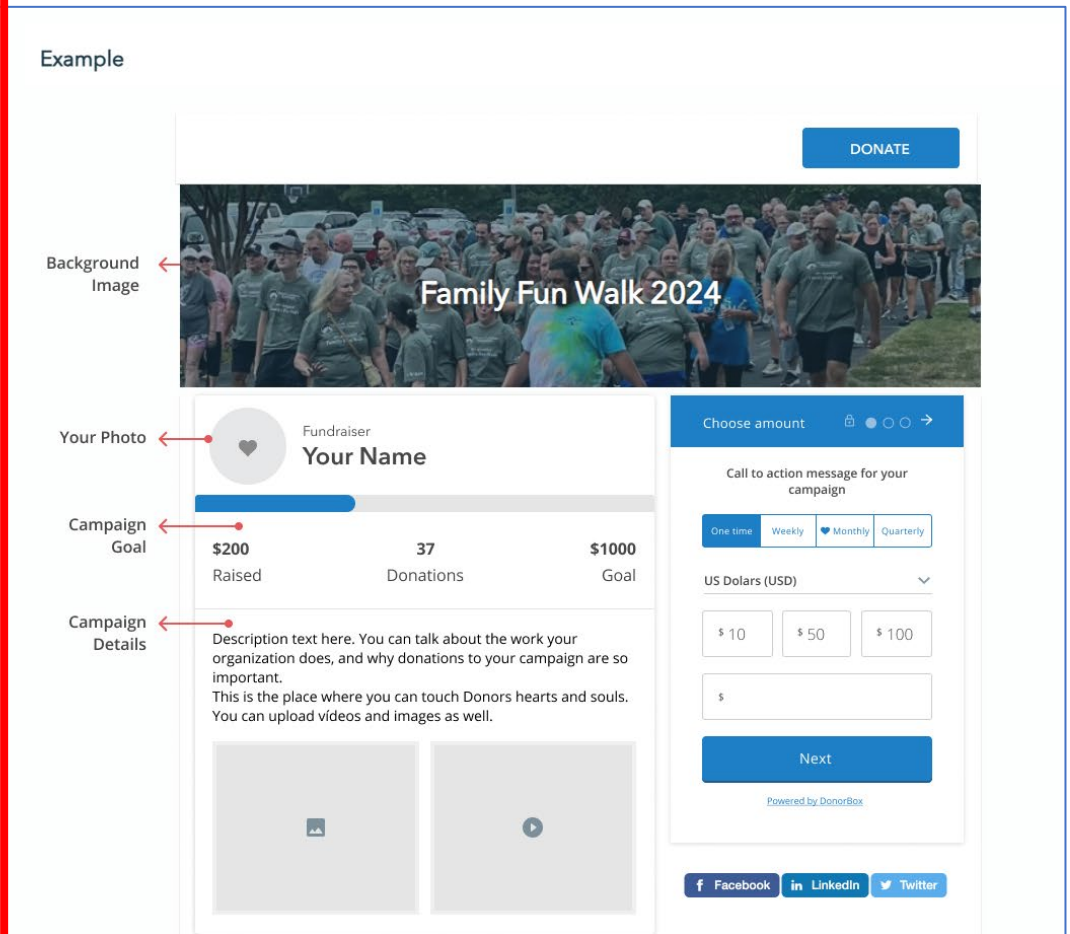 Example
DONATE
Background
Image
Family Fun Walk 2024
Your Photo
Fundraiser
Your Name
Campaign
Goal
$200
37
$1000
Raised
Donations
Goal
Campaign
Details
Description text here. You can talk about the work your
organization does, and why donations to your campaign are so
important.
This is the place where you can touch Donors hearts and souls.
You can upload vídeos and images as well.
Choose amount
Call to action message for your
campaign
One time
Weekly
Monthly
Quarterly
US Dolars (USD)
$ 10
$ 50
$ 100
$
Next
Powered by DonorBox
f Facebook
in LinkedIn
Twitter